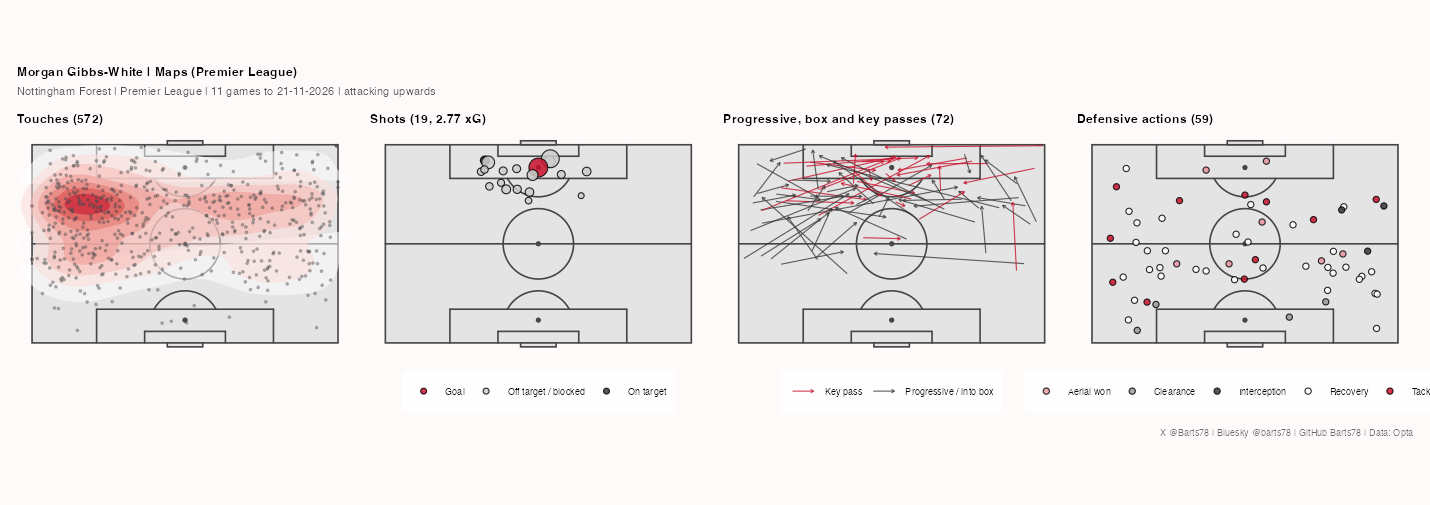 Morgan Gibbs-White | Maps (Premier League)
Nottingham Forest | Premier League | 11 games to 21-11-2026 | attacking upwards
Touches (572)
Shots (19, 2.77 xG)
Progressive, box and key passes (72)
Defensive actions (59)
Goal
Off target / blocked
On target
Key pass
Progressive / into box
Aerial won
Clearance
Interception
Recovery
Tack
X @Barts78 | Bluesky @barts78 | GitHub Barts78 | Data: Opta